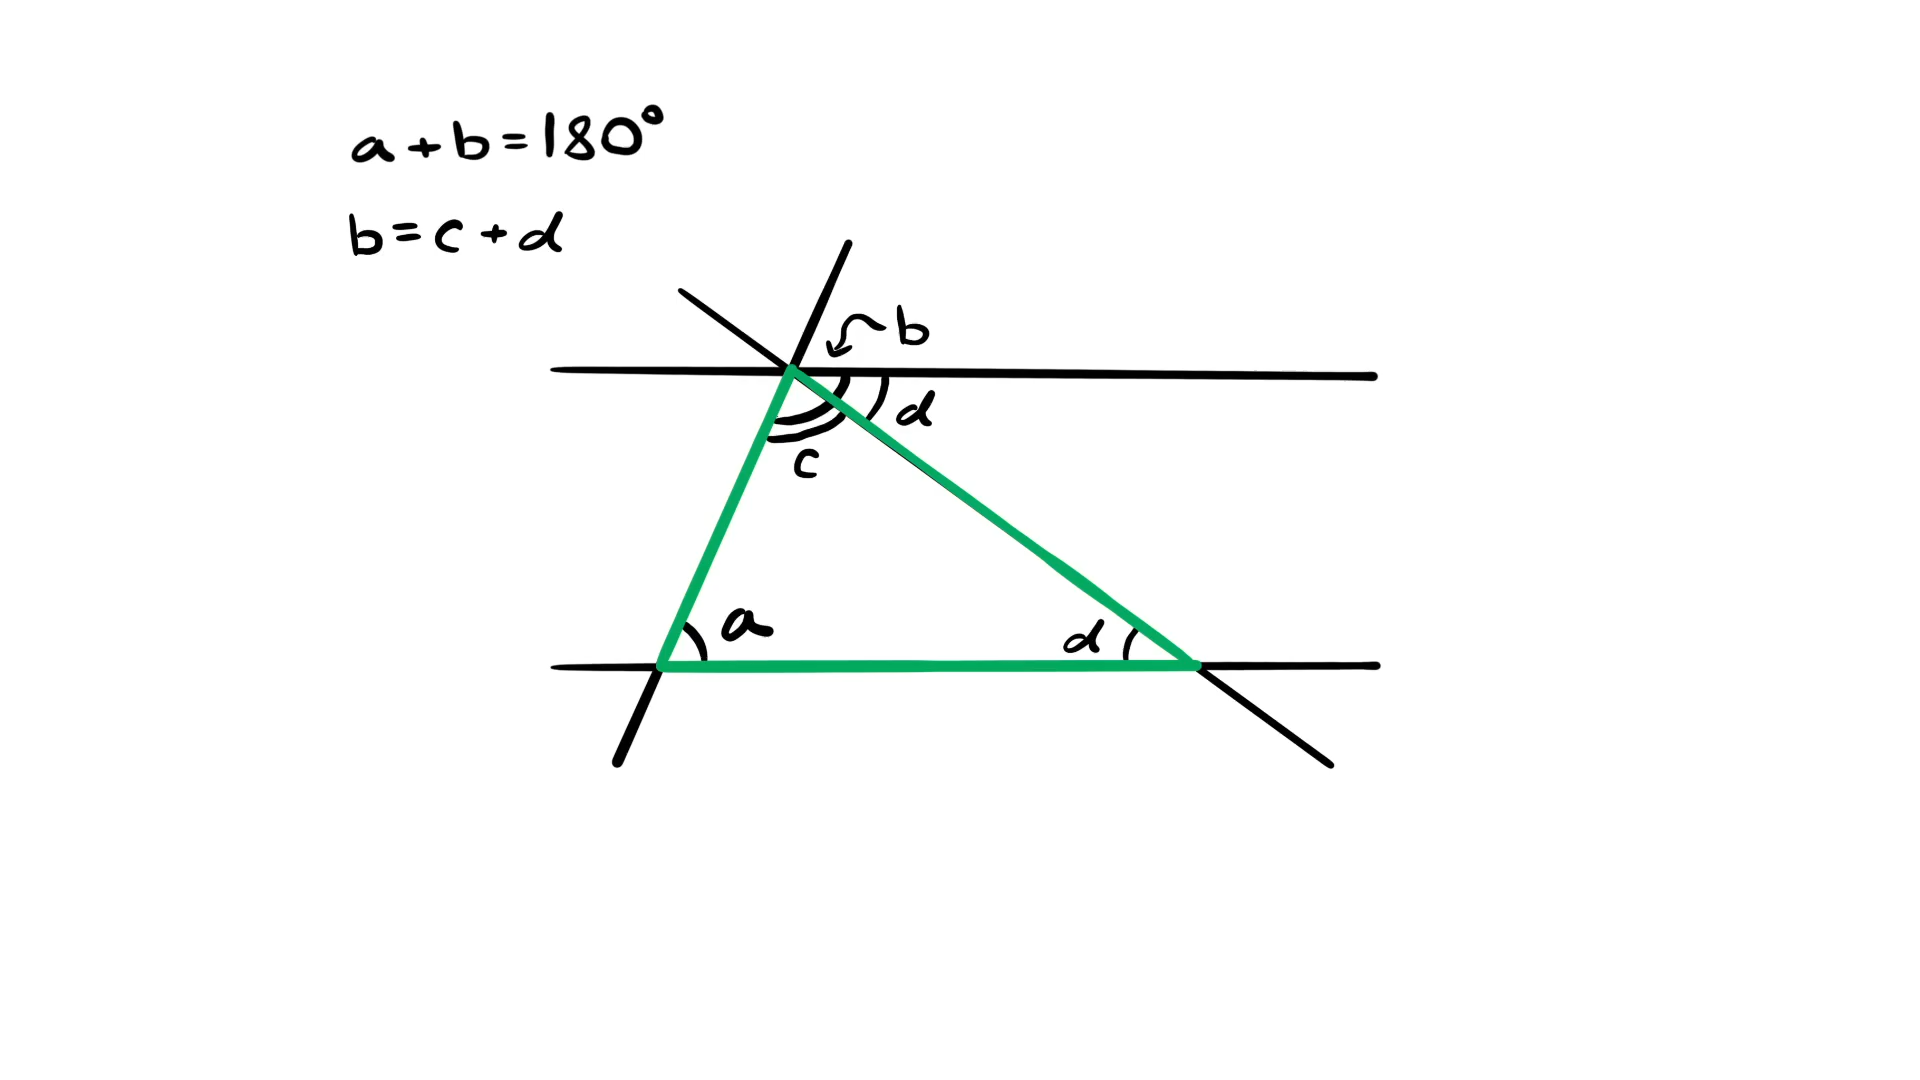 a + b = 180°
b = c + d
b
d
c
a
d